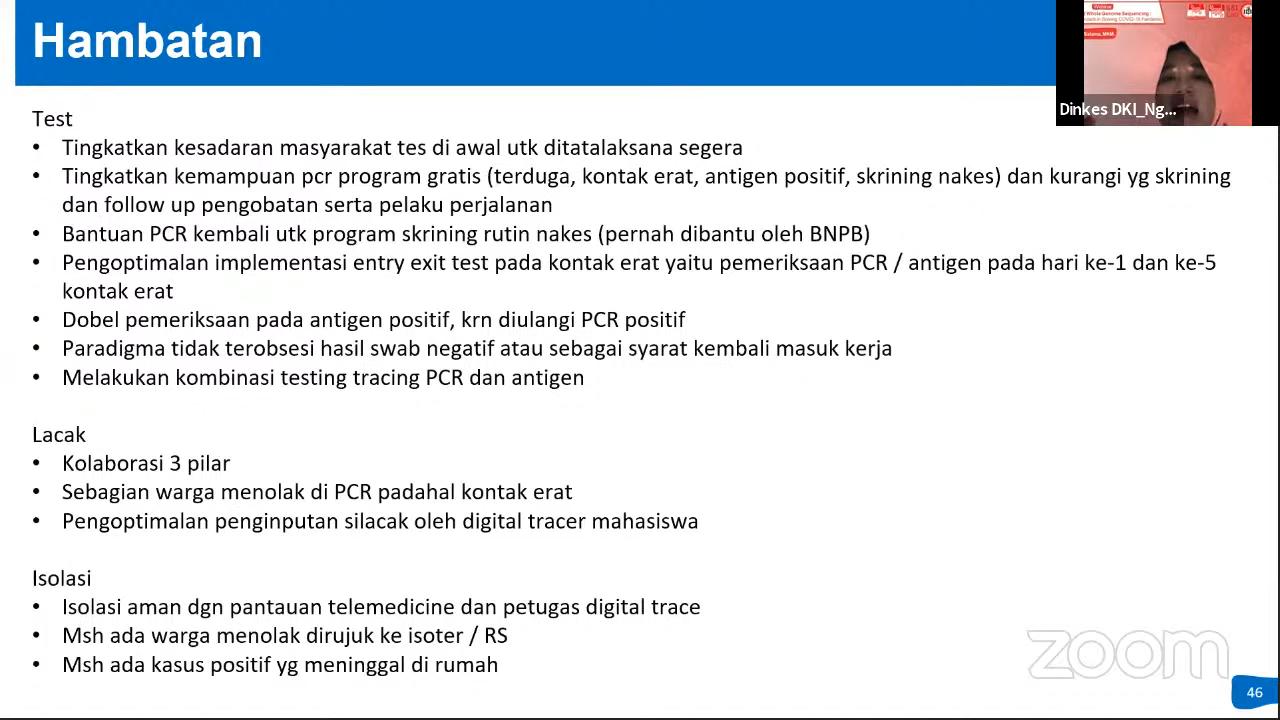 Hambatan
Webinar
Whole Genome Sequencing :
Dinkes DKI_Ng...
Test
• Tingkatkan kesadaran masyarakat tes di awal utk ditatalaksana segera
• Tingkatkan kemampuan pcr program gratis (terduga, kontak erat, antigen positif, skrining nakes) dan kurangi yg skrining
dan follow up pengobatan serta pelaku perjalanan
• Bantuan PCR kembali utk program skrining rutin nakes (pernah dibantu oleh BNPB)
• Pengoptimalan implementasi entry exit test pada kontak erat yaitu pemeriksaan PCR / antigen pada hari ke-1 dan ke-5
kontak erat
• Dobel pemeriksaan pada antigen positif, krn diulangi PCR positif
• Paradigma tidak terobsesi hasil swab negatif atau sebagai syarat kembali masuk kerja
• Melakukan kombinasi testing tracing PCR dan antigen
Lacak
• Kolaborasi 3 pilar
• Sebagian warga menolak di PCR padahal kontak erat
• Pengoptimalan penginputan silacak oleh digital tracer mahasiswa
Isolasi
• Isolasi aman dgn pantauan telemedicine dan petugas digital trace
• Msh ada warga menolak dirujuk ke isoter / RS
• Msh ada kasus positif yg meninggal di rumah
zoom
46